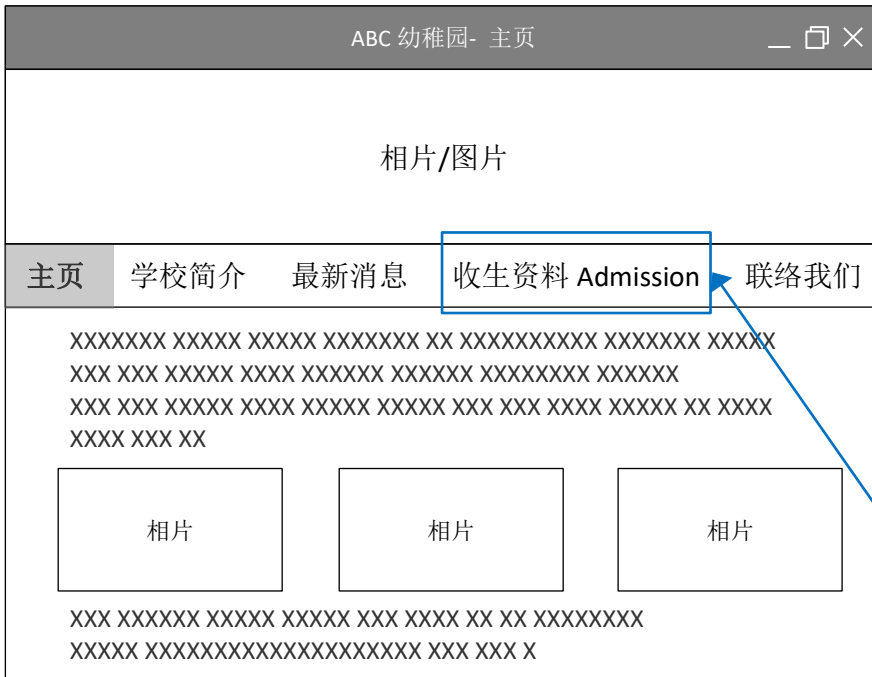 ABC 幼稚园- 主页
相片/图片
主页 学校简介 最新消息 收生资料 Admission 联络我们
XXXXXXX XXXXX XXXXX XXXXXXX XX XXXXXXXXXX XXXXXXX XXXXX
XXX XXX XXXXX XXXX XXXXXX XXXXXX XXXXXXXX XXXXXX
XXX XXX XXXXX XXXX XXXXX XXXXX XXX XXX XXXX XXXXX XX XXXX
XXXX XXX XX
相片 相片 相片
XXX XXXXXX XXXXX XXXXX XXX XXXX XX XX XXXXXXXX
XXXXX XXXXXXXXXXXXXXXXXXXX XXX XXX X